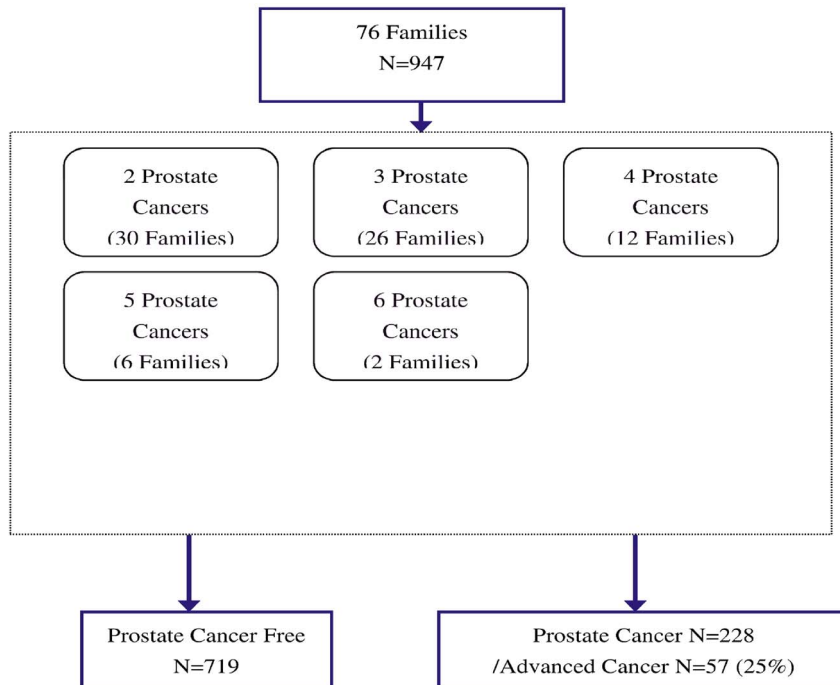 76 Families
N=947
2 Prostate
Cancers
(30 Families)
3 Prostate
Cancers
(26 Families)
4 Prostate
Cancers
(12 Families)
5 Prostate
Cancers
(6 Families)
6 Prostate
Cancers
(2 Families)
Prostate Cancer Free
N=719
Prostate Cancer N=228
/Advanced Cancer N=57 (25%)